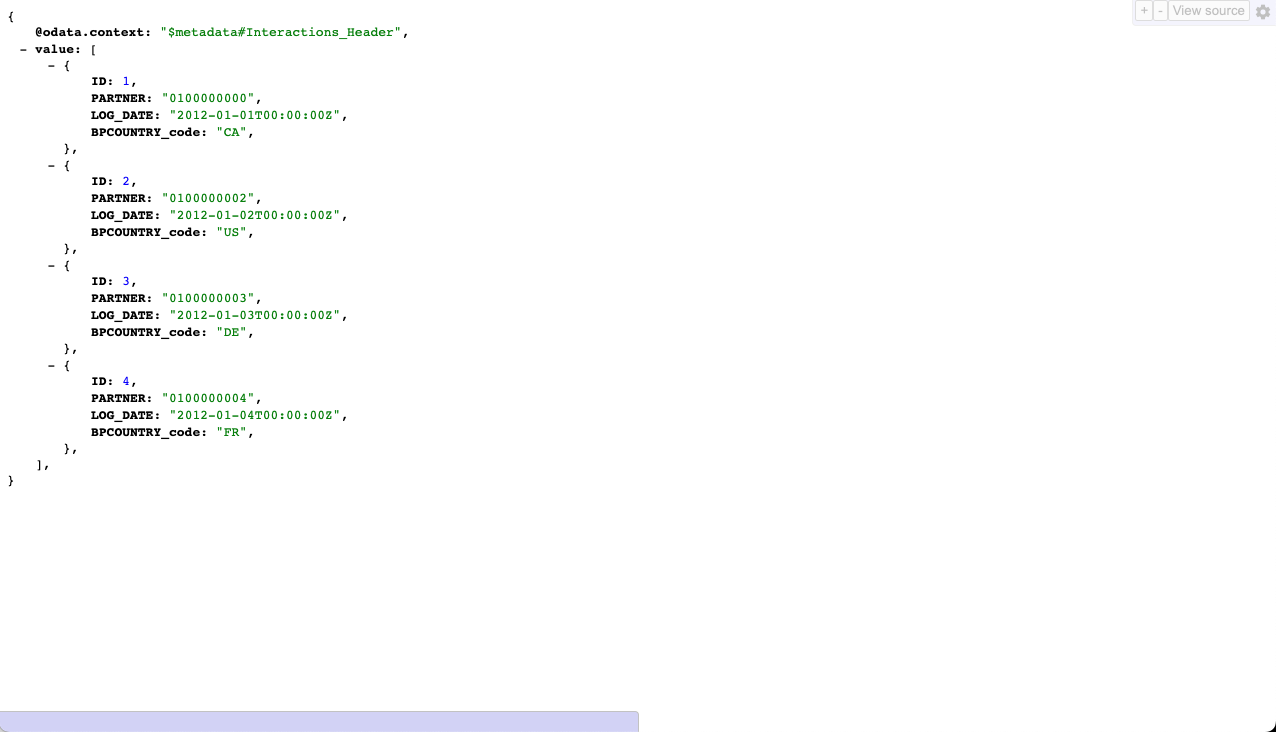 + - View source
{
@odata.context: "$metadata#Interactions_Header",
- value: [
- {
ID: 1,
PARTNER: "0100000000",
LOG_DATE: "2012-01-01T00:00:00Z",
BPCOUNTRY_code: "CA",
},
- {
ID: 2,
PARTNER: "0100000002",
LOG_DATE: "2012-01-02T00:00:00Z",
BPCOUNTRY_code: "US",
},
- {
ID: 3,
PARTNER: "0100000003",
LOG_DATE: "2012-01-03T00:00:00Z",
BPCOUNTRY_code: "DE",
},
- {
ID: 4,
PARTNER: "0100000004",
LOG_DATE: "2012-01-04T00:00:00Z",
BPCOUNTRY_code: "FR",
},
],
}